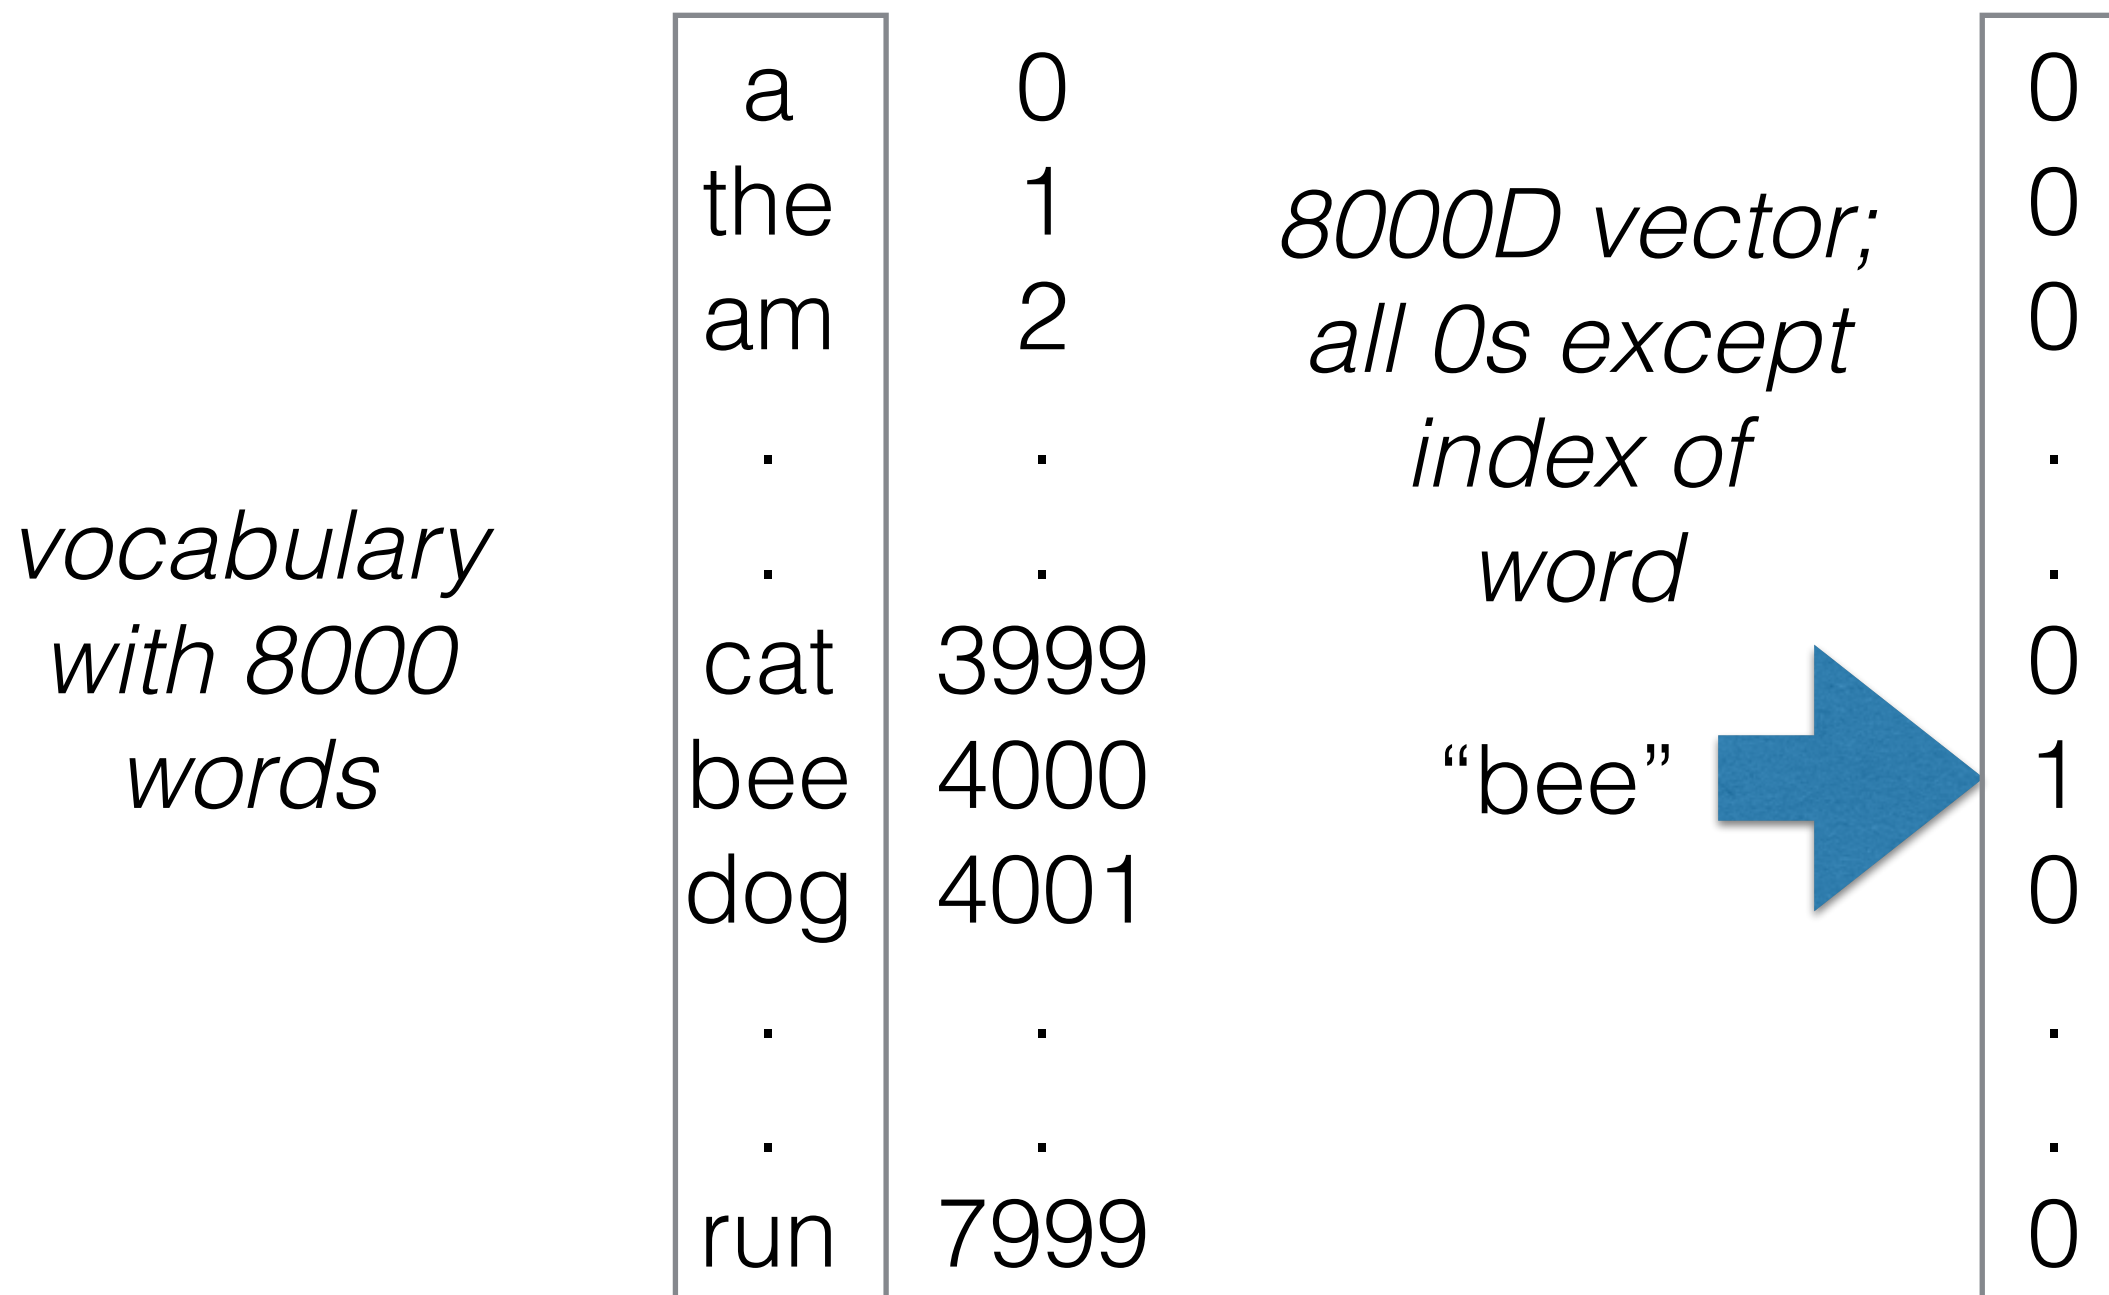 vocabulary
with 8000
words
a 0
the 1
am 2
. .
. .
cat 3999
bee 4000
dog 4001
. .
. .
run 7999
8000D vector;
all 0s except
index of
word
“bee”
0
0
0
.
.
0
1
0
.
.
0